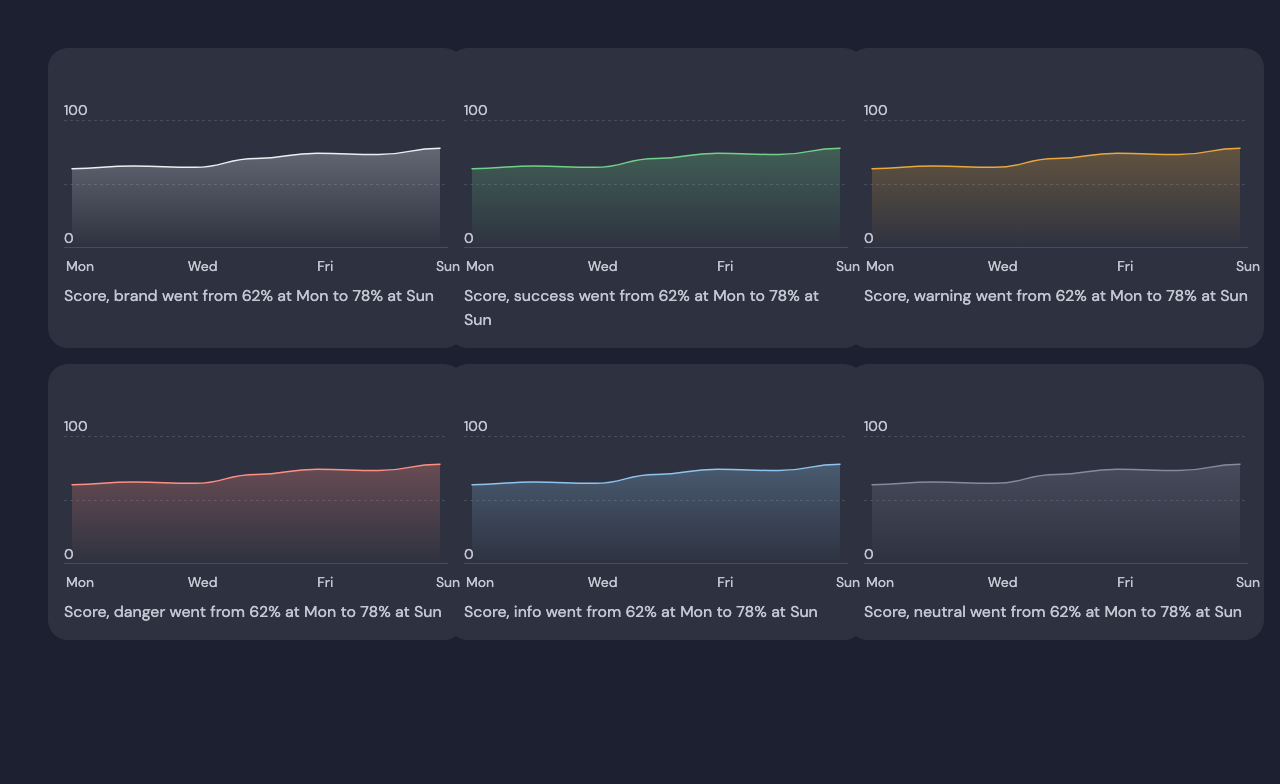 100
0
Mon Wed Fri Sun
Score, brand went from 62% at Mon to 78% at Sun
100
0
Mon Wed Fri Sun
Score, success went from 62% at Mon to 78% at
Sun
100
0
Mon Wed Fri Sun
Score, warning went from 62% at Mon to 78% at Sun
100
0
Mon Wed Fri Sun
Score, danger went from 62% at Mon to 78% at Sun
100
0
Mon Wed Fri Sun
Score, info went from 62% at Mon to 78% at Sun
100
0
Mon Wed Fri Sun
Score, neutral went from 62% at Mon to 78% at Sun